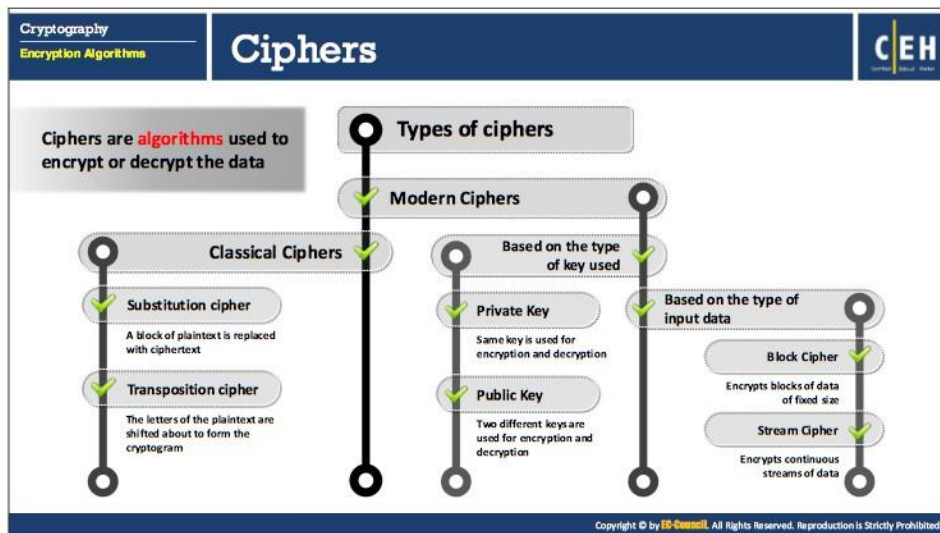 Cryptography
Encryption Algorithms
Ciphers
C|EH
Ciphers are algorithms used to
encrypt or decrypt the data
Types of ciphers
Modern Ciphers
Classical Ciphers
Substitution cipher
A block of plaintext is replaced
with ciphertext
Transposition cipher
The letters of the plaintext are
shifted about to form the
cryptogram
Based on the type
of key used
Private Key
Same key is used for
encryption and decryption
Public Key
Two different keys are
used for encryption and
decryption
Based on the type of
input data
Block Cipher
Encrypts blocks of data
of fixed size
Stream Cipher
Encrypts continuous
streams of data
Copyright © by EC-Council. All Rights Reserved. Reproduction is Strictly Prohibited.